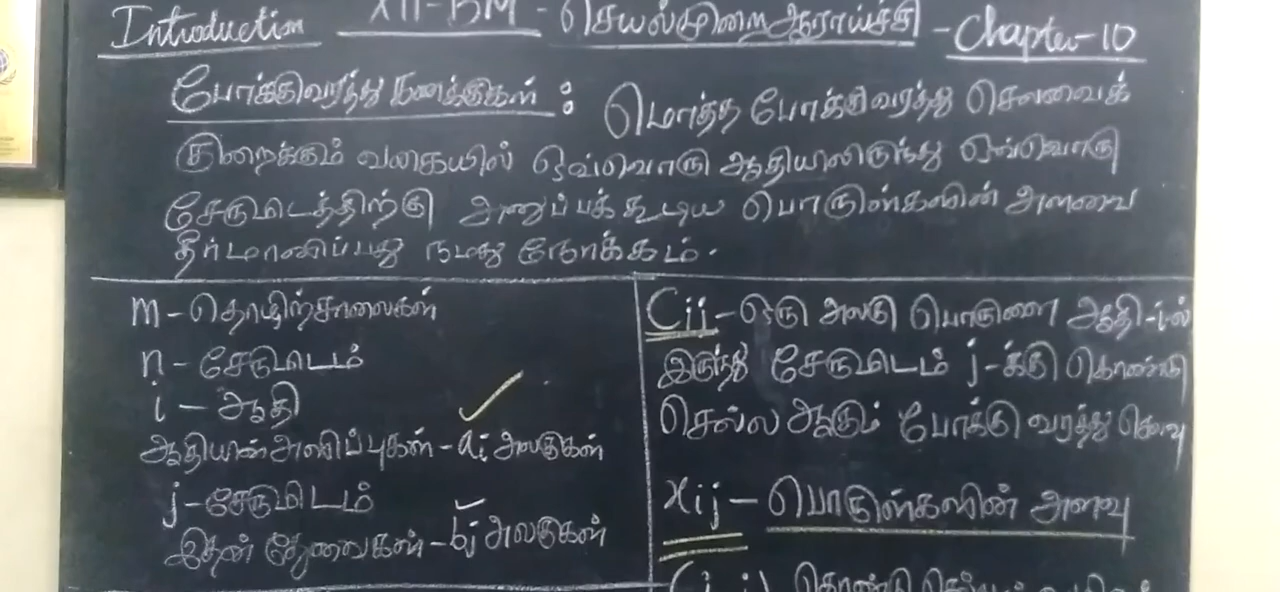 Introduction XII-BM - செயல்முறை ஆராய்ச்சி - Chapter-10
போக்குவரத்து கணக்குகள் : மொத்த போக்குவரத்து செலவைக்
குறைக்கும் வகையில் ஒவ்வொரு ஆதியிலிருந்து ஒவ்வொரு
சேருமிடத்திற்கு அனுப்பக்கூடிய பொருள்களின் அளவை
தீர்மானிப்பது நமது நோக்கம்.
m - தொழிற்சாலைகள்
n - சேருமிடம்
i - ஆதி
ஆதியின் அளிப்புகள் - ai அலகுகள்
j - சேருமிடம்
இதன் தேவைகள் - bj அலகுகள்
Cij - ஒரு அலகு பொருளை ஆதி -i-ல்
இருந்து சேருமிடம் j-க்கு கொண்டு
செல்ல ஆகும் போக்கு வரத்து செலவு
xij - பொருள்களின் அளவு
(i, j) கொண்டு